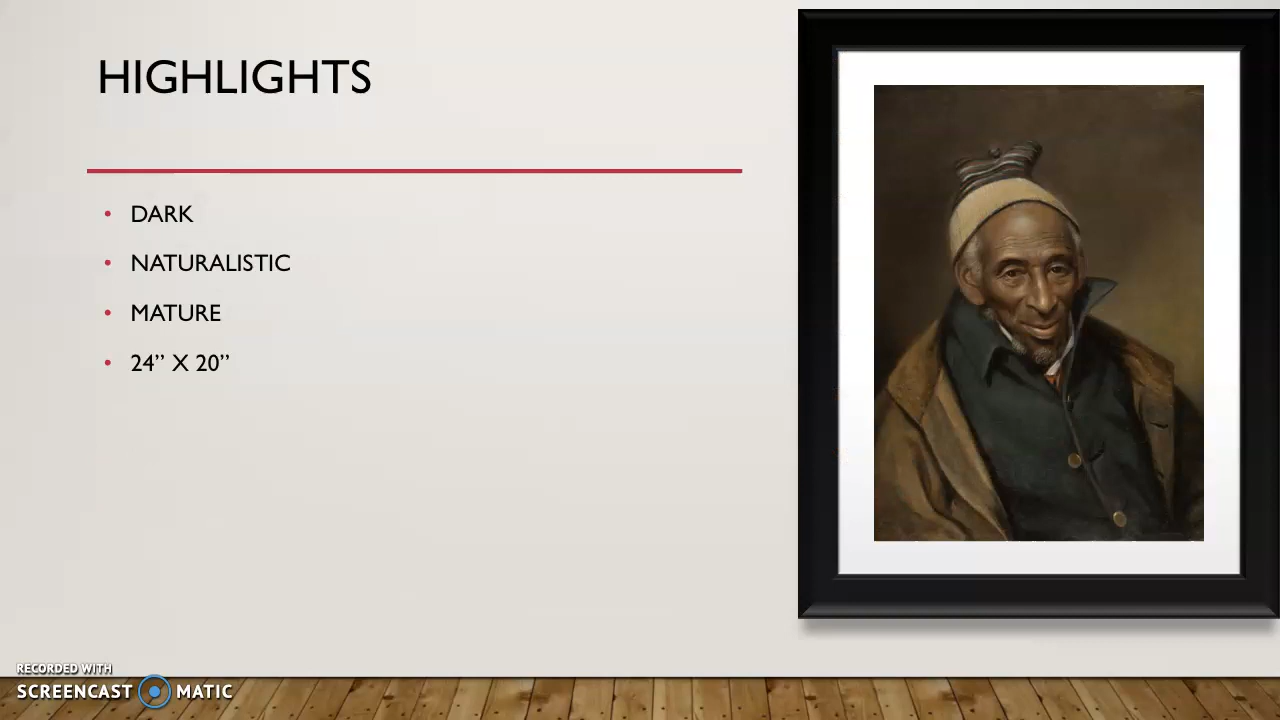 HIGHLIGHTS
DARK
NATURALISTIC
MATURE
24” X 20”
RECORDED WITH
SCREENCAST MATIC